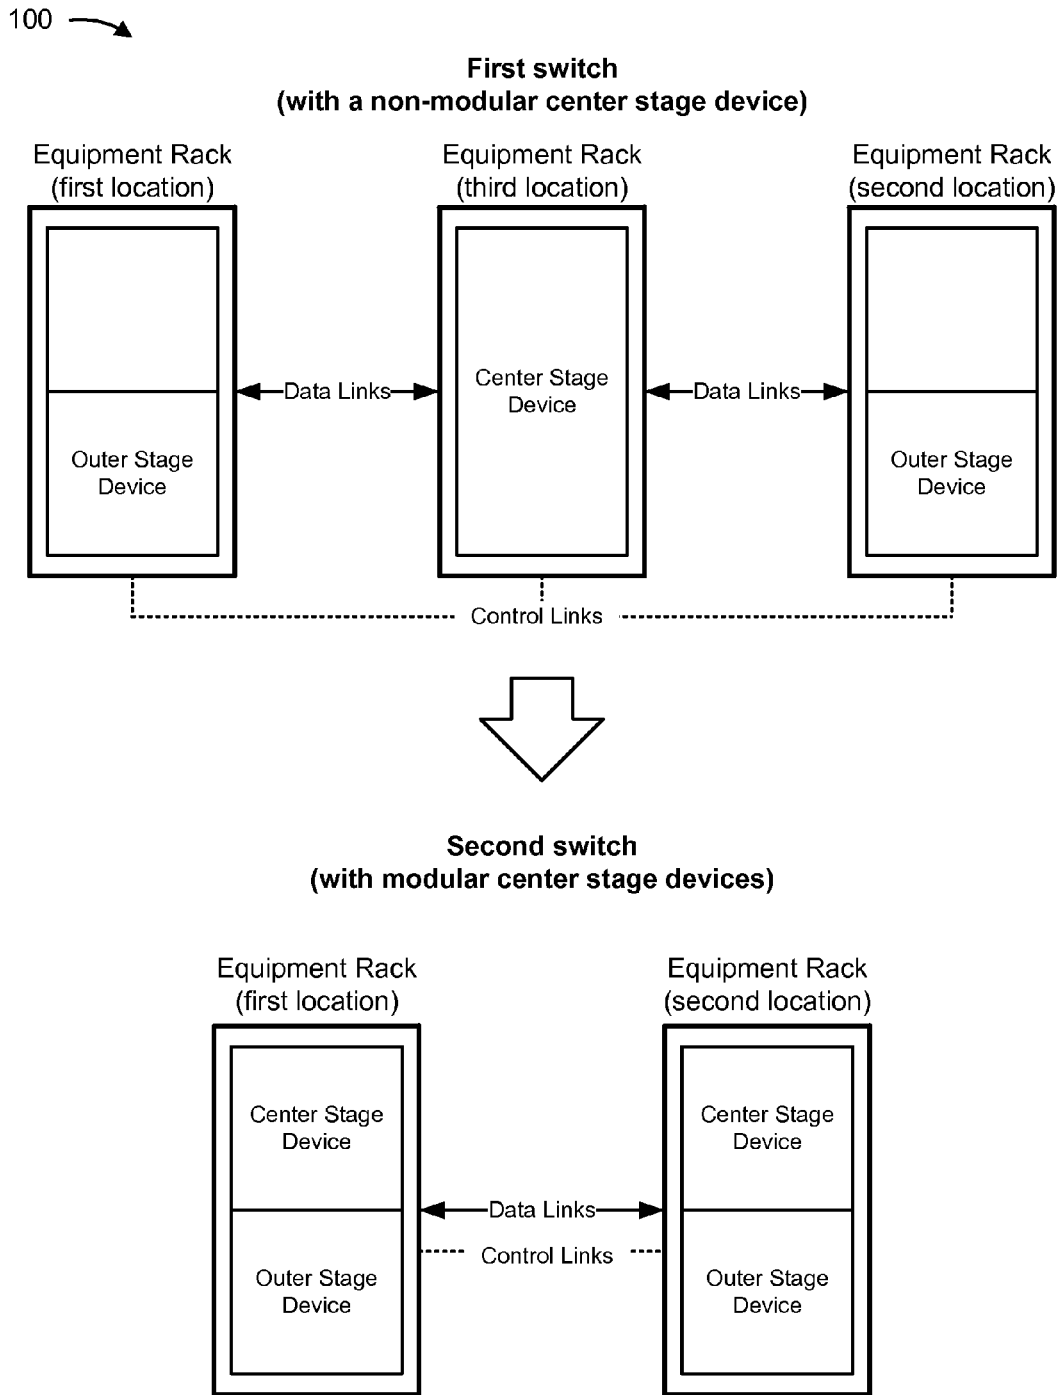 100
First switch
(with a non-modular center stage device)
Equipment Rack
(first location)
Equipment Rack
(third location)
Equipment Rack
(second location)
Data Links
Center Stage
Device
Data Links
Outer Stage
Device
Outer Stage
Device
Control Links
Second switch
(with modular center stage devices)
Equipment Rack
(first location)
Equipment Rack
(second location)
Center Stage
Device
Center Stage
Device
Data Links
Control Links
Outer Stage
Device
Outer Stage
Device